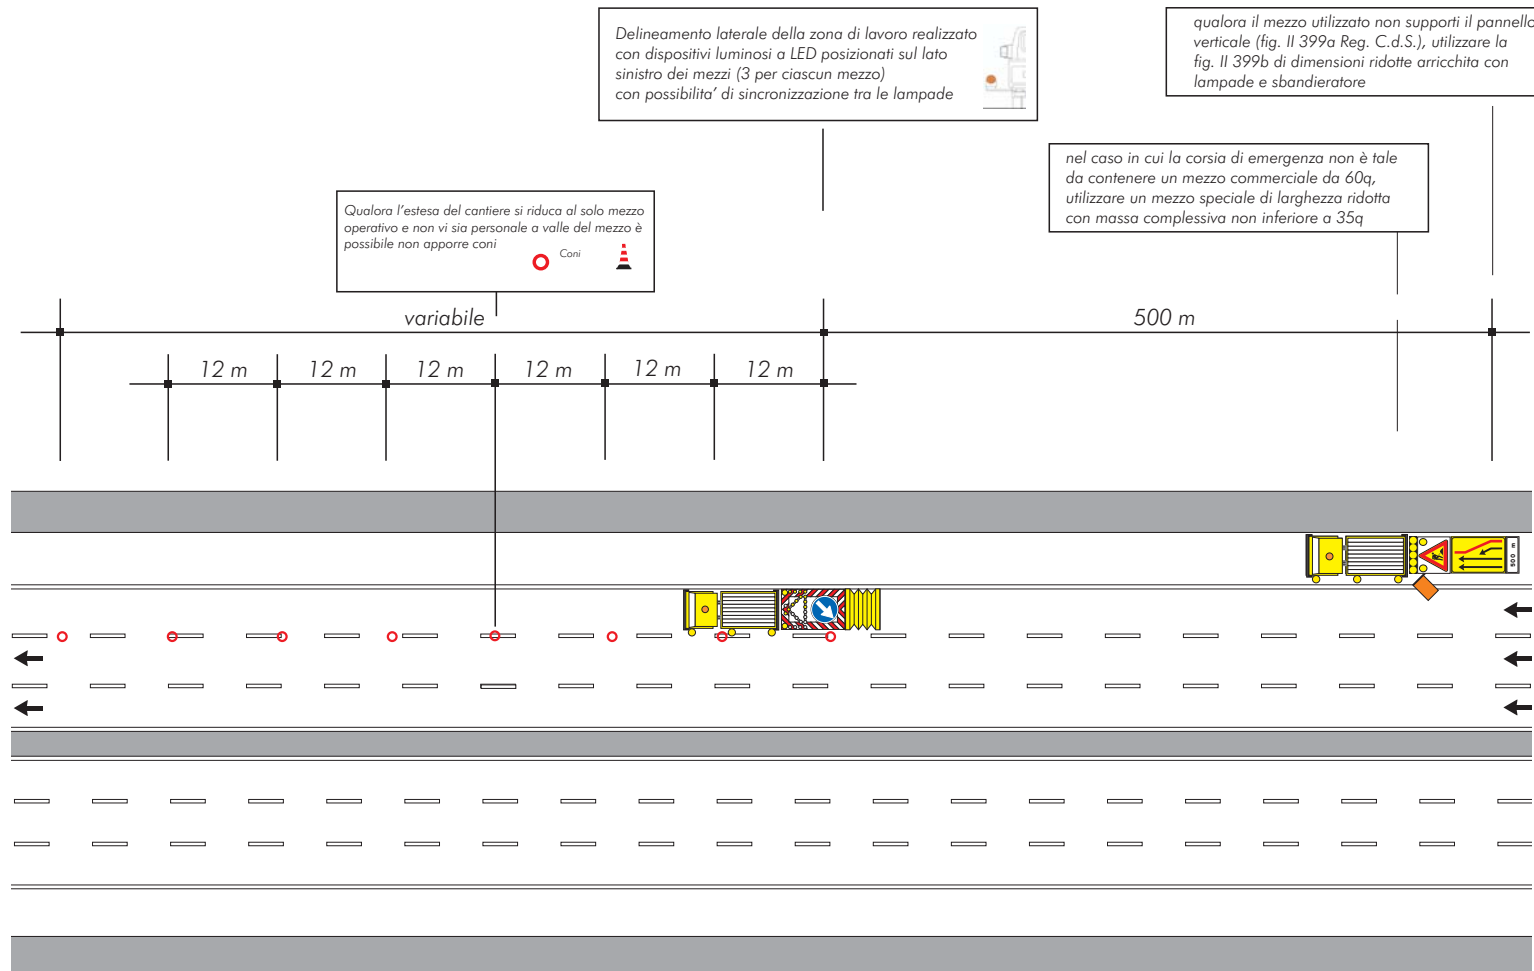 Delineamento laterale della zona di lavoro realizzato
con dispositivi luminosi a LED posizionati sul lato
sinistro dei mezzi (3 per ciascun mezzo)
con possibilita' di sincronizzazione tra le lampade
qualora il mezzo utilizzato non supporti il pannello
verticale (fig. II 399a Reg. C.d.S.), utilizzare la
fig. II 399b di dimensioni ridotte arricchita con
lampade e sbandieratore
nel caso in cui la corsia di emergenza non è tale
da contenere un mezzo commerciale da 60q,
utilizzare un mezzo speciale di larghezza ridotta
con massa complessiva non inferiore a 35q
Qualora l'estesa del cantiere si riduca al solo mezzo
operativo e non vi sia personale a valle del mezzo è
possibile non apporre coni
Coni
variabile
500 m
12 m
12 m
12 m
12 m
12 m
12 m
500 m